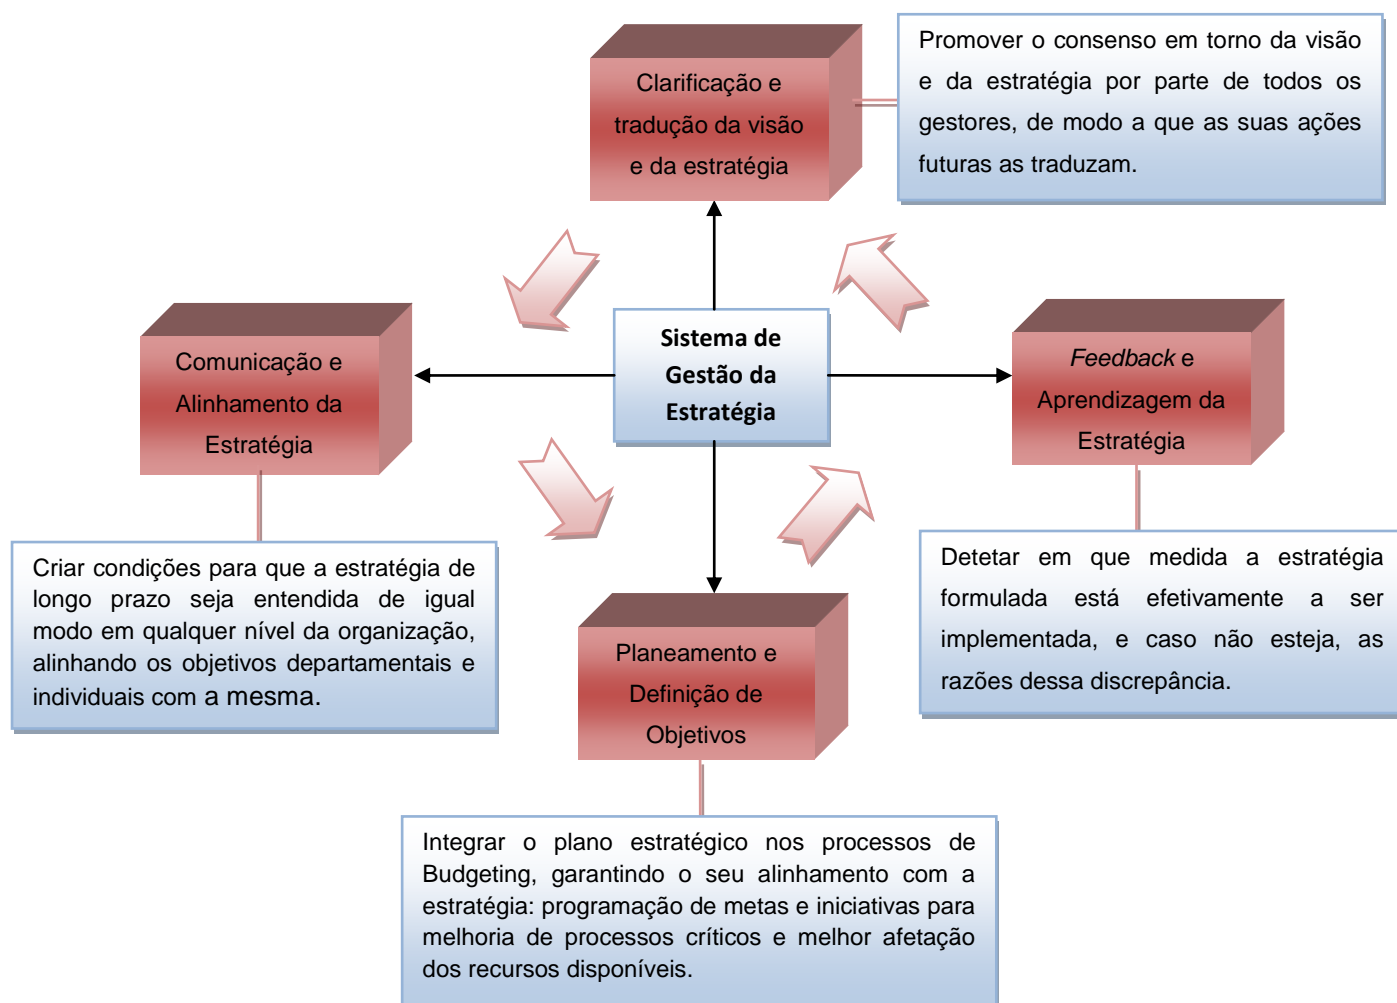 Clarificação e
tradução da visão
e da estratégia
Promover o consenso em torno da visão
e da estratégia por parte de todos os
gestores, de modo a que as suas ações
futuras as traduzam.
Sistema de
Gestão da
Estratégia
Comunicação e
Alinhamento da
Estratégia
Feedback e
Aprendizagem da
Estratégia
Criar condições para que a estratégia de
longo prazo seja entendida de igual
modo em qualquer nível da organização,
alinhando os objetivos departamentais e
individuais com a mesma.
Detetar em que medida a estratégia
formulada está efetivamente a ser
implementada, e caso não esteja, as
razões dessa discrepância.
Planeamento e
Definição de
Objetivos
Integrar o plano estratégico nos processos de
Budgeting, garantindo o seu alinhamento com a
estratégia: programação de metas e iniciativas para
melhoria de processos críticos e melhor afetação
dos recursos disponíveis.